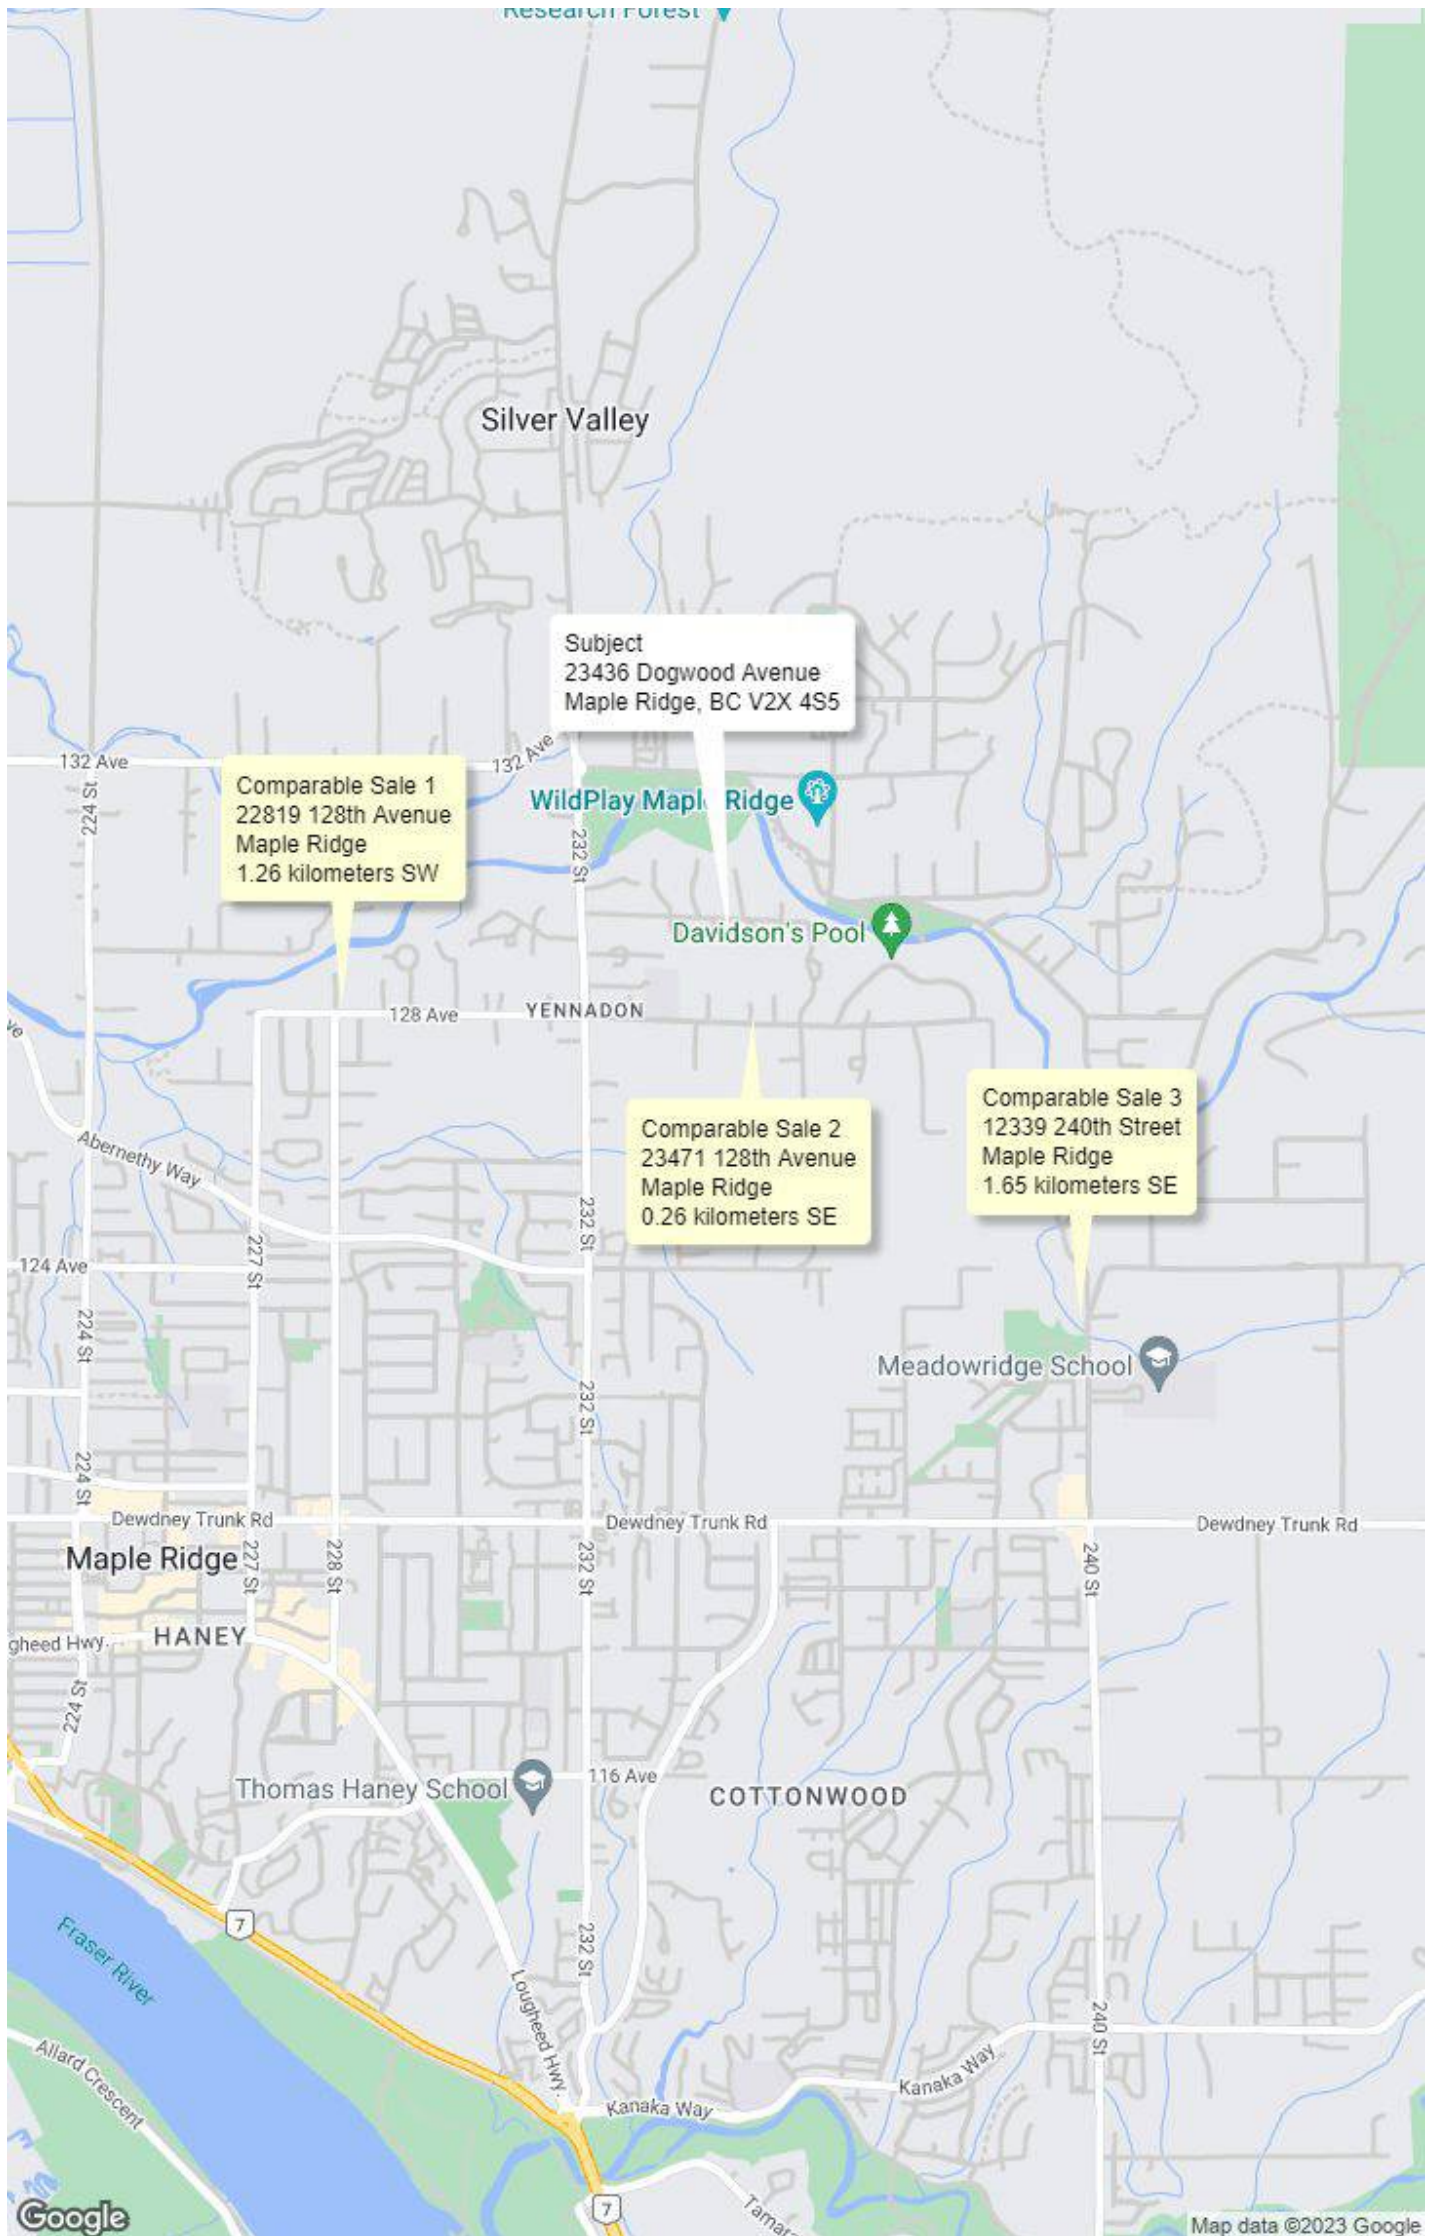 Research Forest
Silver Valley
Subject
23436 Dogwood Avenue
Maple Ridge, BC V2X 4S5
132 Ave
132 Ave
224 St
Comparable Sale 1
22819 128th Avenue
Maple Ridge
1.26 kilometers SW
WildPlay Maple Ridge
232 St
Davidson's Pool
128 Ave
YENNADON
Comparable Sale 2
23471 128th Avenue
Maple Ridge
0.26 kilometers SE
Comparable Sale 3
12339 240th Street
Maple Ridge
1.65 kilometers SE
Abernethy Way
232 St
227 St
124 Ave
224 St
Meadowridge School
232 St
224 St
Dewdney Trunk Rd
Dewdney Trunk Rd
Dewdney Trunk Rd
Maple Ridge
227 St
228 St
232 St
240 St
gheed Hwy.
HANEY
224 St
Thomas Haney School
116 Ave
COTTONWOOD
7
Fraser River
232 St
Lougheed Hwy.
240 St
Allard Crescent
Kanaka Way
Kanaka Way
7
Tamar
Google
Map data ©2023 Google